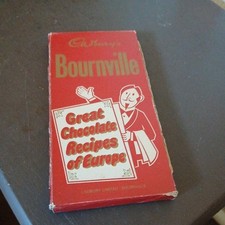 Cadbury's
Bournville
Great
Chocolate
Recipes
of Europe